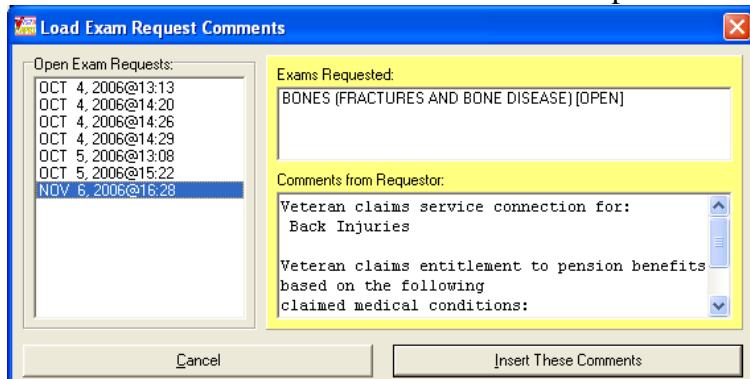 Load Exam Request Comments
Open Exam Requests:
OCT 4, 2006@13:13
OCT 4, 2006@14:20
OCT 4, 2006@14:26
OCT 4, 2006@14:29
OCT 5, 2006@13:08
OCT 5, 2006@15:22
NOV 6, 2006@16:28
Exams Requested:
BONES (FRACTURES AND BONE DISEASE) [OPEN]
Comments from Requestor:
Veteran claims service connection for:
Back Injuries
Veteran claims entitlement to pension benefits
based on the following
claimed medical conditions:
Cancel
Insert These Comments